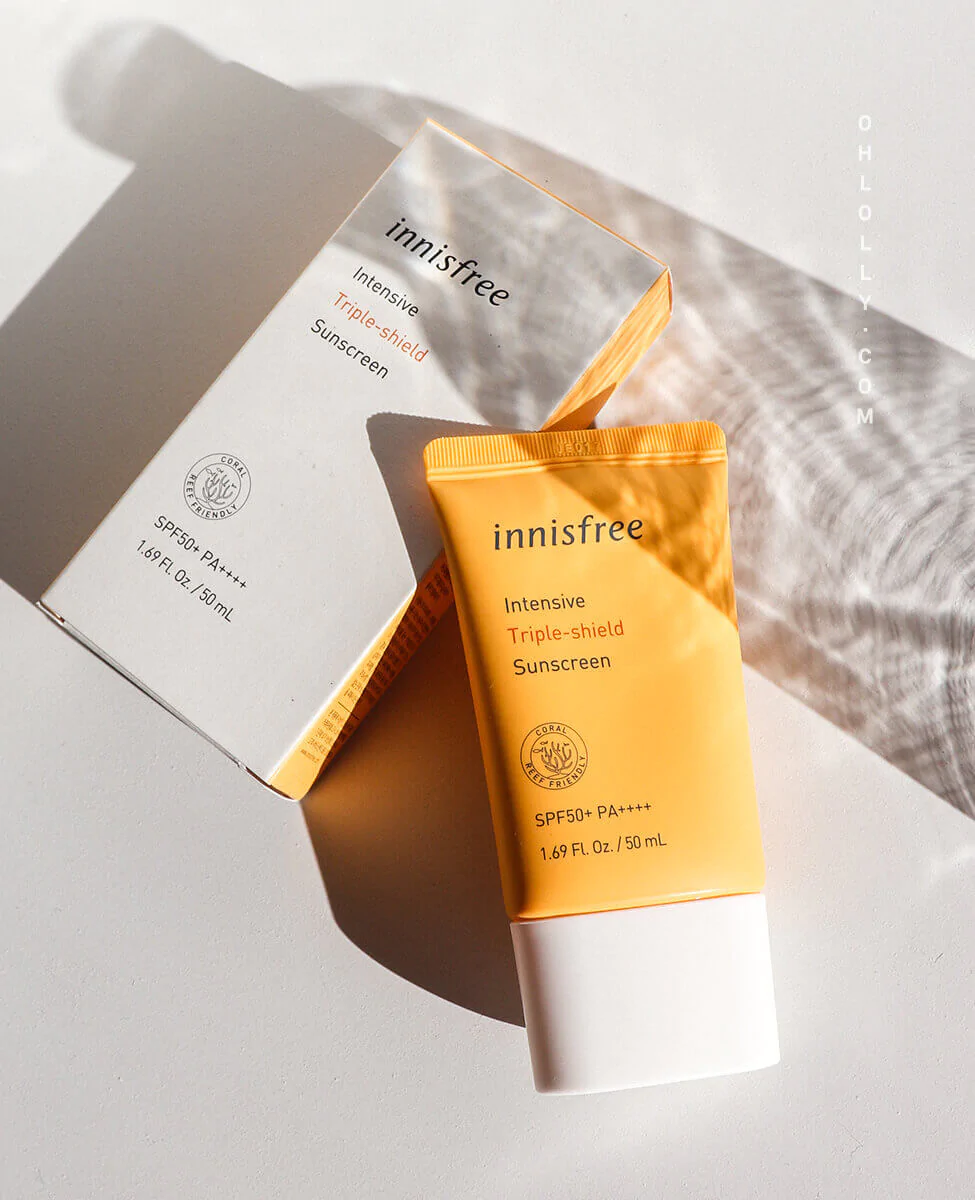 innisfree
Intensive
Triple-shield
Sunscreen
CORAL
REEF FRIENDLY
SPF50+ PA++++
1.69 Fl. Oz. / 50 mL
innisfree
Intensive
Triple-shield
Sunscreen
CORAL
REEF FRIENDLY
SPF50+ PA++++
1.69 Fl. Oz. / 50 mL
OHLOLLY.COM